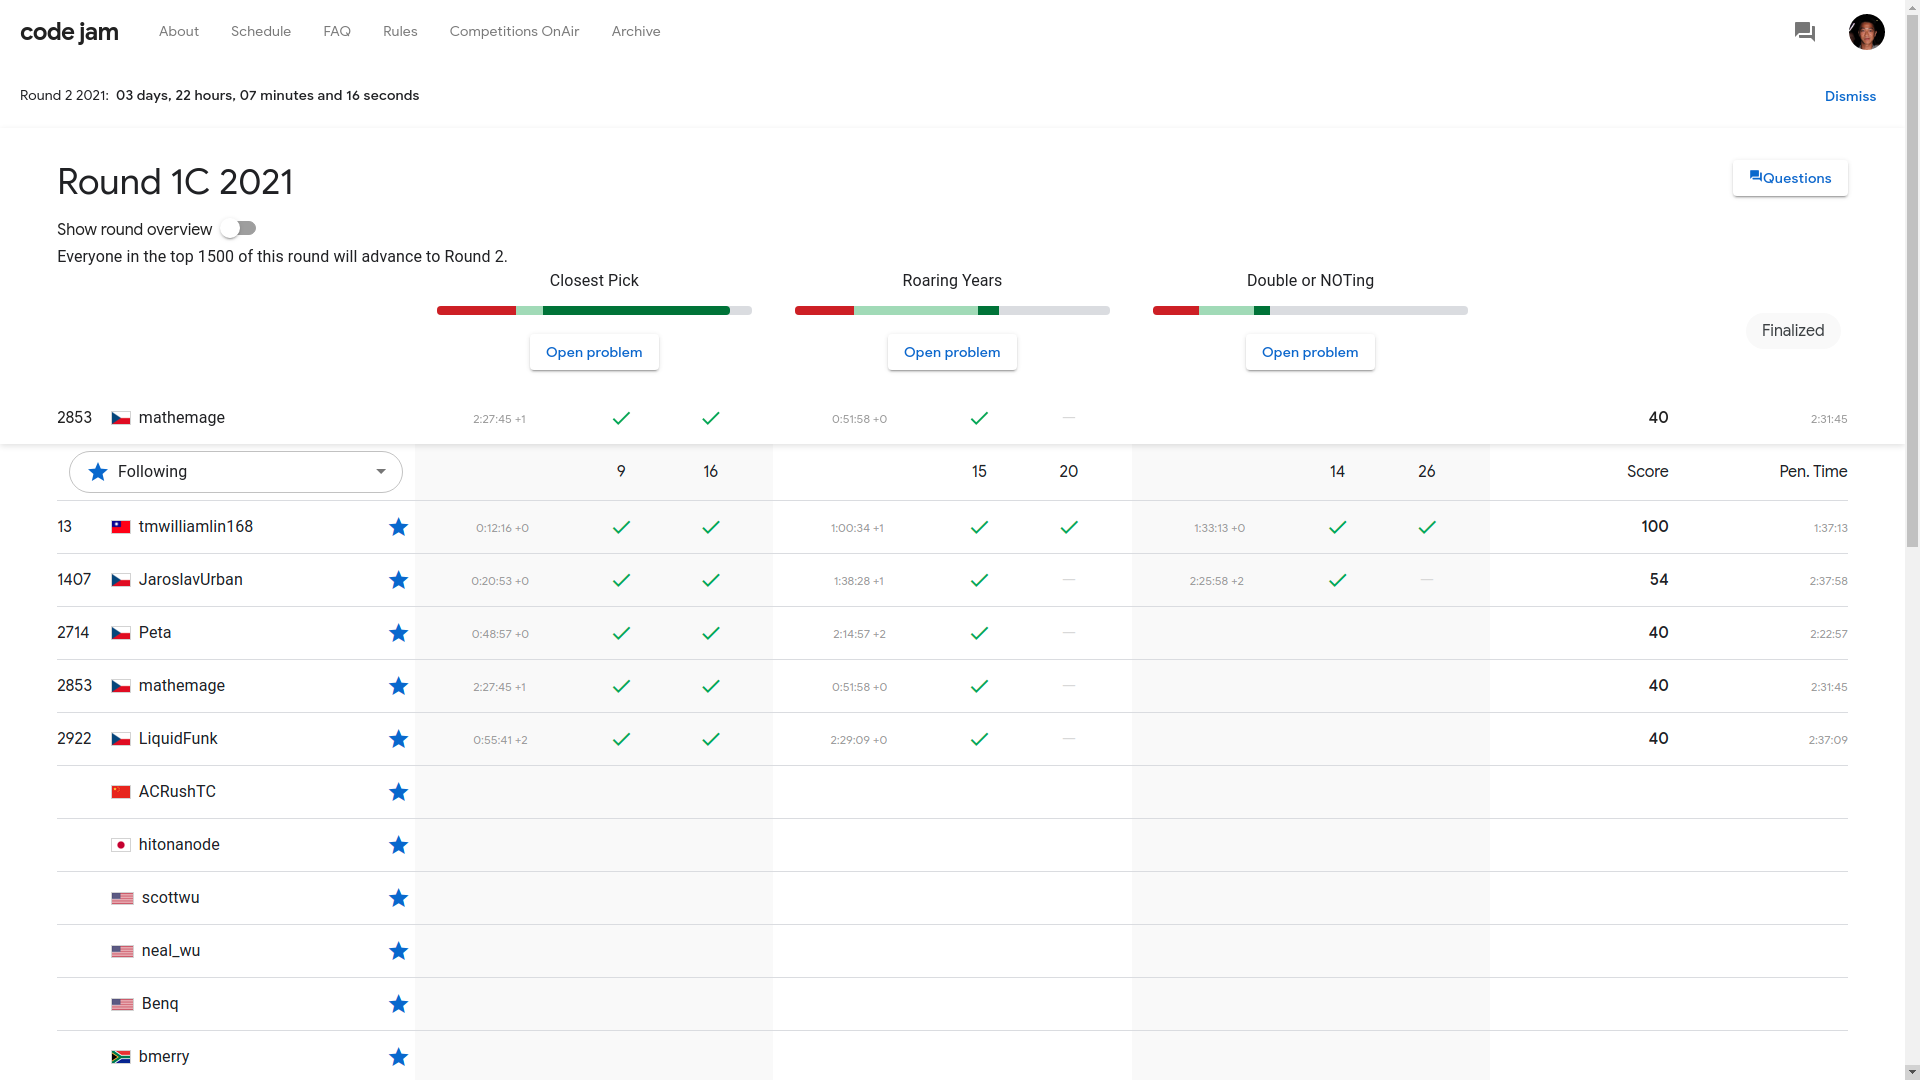 code jam About Schedule FAQ Rules Competitions OnAir Archive
Round 2 2021: 03 days, 22 hours, 07 minutes and 16 seconds Dismiss
Round 1C 2021 Questions
Show round overview
Everyone in the top 1500 of this round will advance to Round 2.
Closest Pick Roaring Years Double or NOTing
Finalized
Open problem Open problem Open problem
2853 mathemage 2:27:45 +1 0:51:58 +0 40 2:31:45
Following 9 16 15 20 14 26 Score Pen. Time
13 tmwilliamlin168 0:12:16 +0 1:00:34 +1 1:33:13 +0 100 1:37:13
1407 JaroslavUrban 0:20:53 +0 1:38:28 +1 2:25:58 +2 54 2:37:58
2714 Peta 0:48:57 +0 2:14:57 +2 40 2:22:57
2853 mathemage 2:27:45 +1 0:51:58 +0 40 2:31:45
2922 LiquidFunk 0:55:41 +2 2:29:09 +0 40 2:37:09
ACRushTC
hitonanode
scottwu
neal_wu
Benq
bmerry